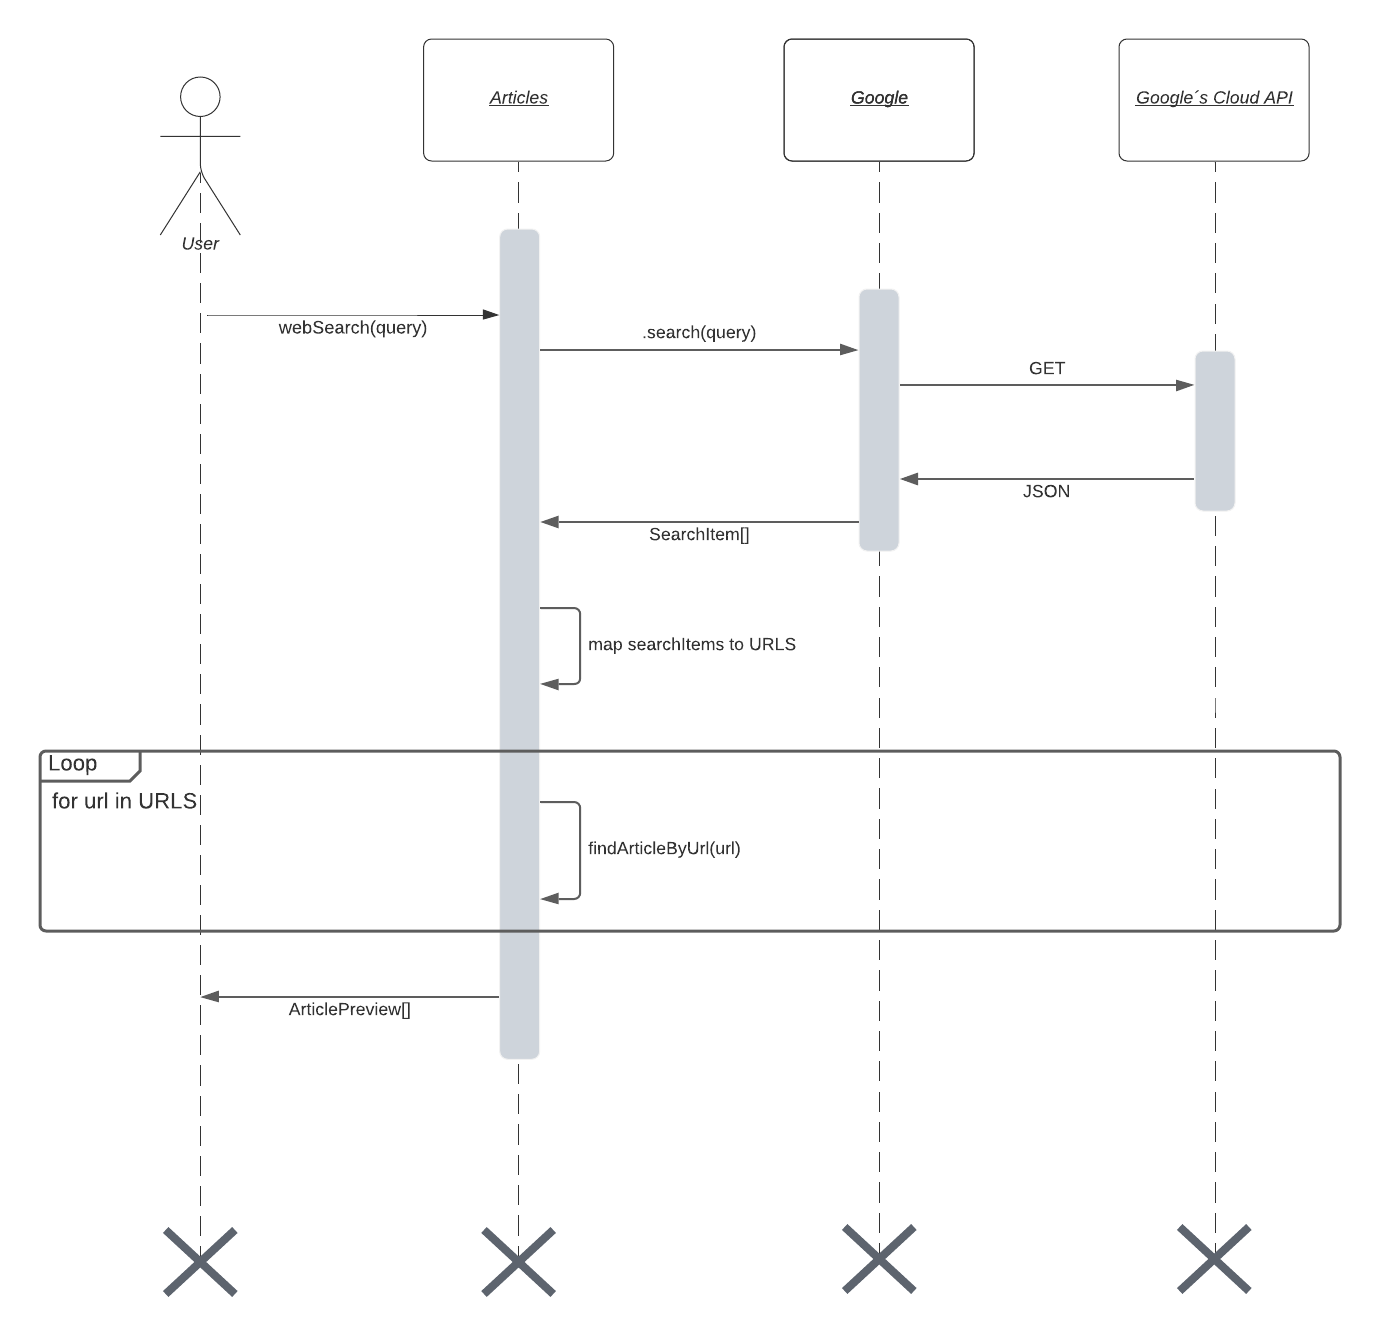 Articles
Google
Google´s Cloud API
User
webSearch(query)
.search(query)
GET
JSON
SearchItem[]
map searchItems to URLS
Loop
for url in URLS
findArticleByUrl(url)
ArticlePreview[]